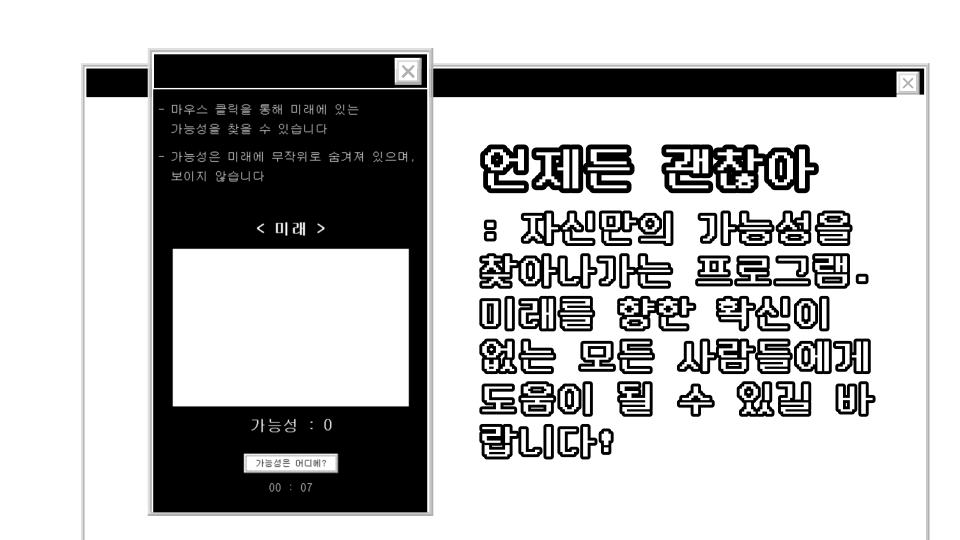 - 마우스 클릭을 통해 미래에 있는
가능성을 찾을 수 있습니다
- 가능성은 미래에 무작위로 숨겨져 있으며,
보이지 않습니다
< 미래 >
가능성 : 0
가능성은 어디에?
00 : 07
언제든 괜찮아
: 자신만의 가능성을
찾아나가는 프로그램.
미래를 향한 확신이
없는 모든 사람들에게
도움이 될 수 있길 바
랍니다!